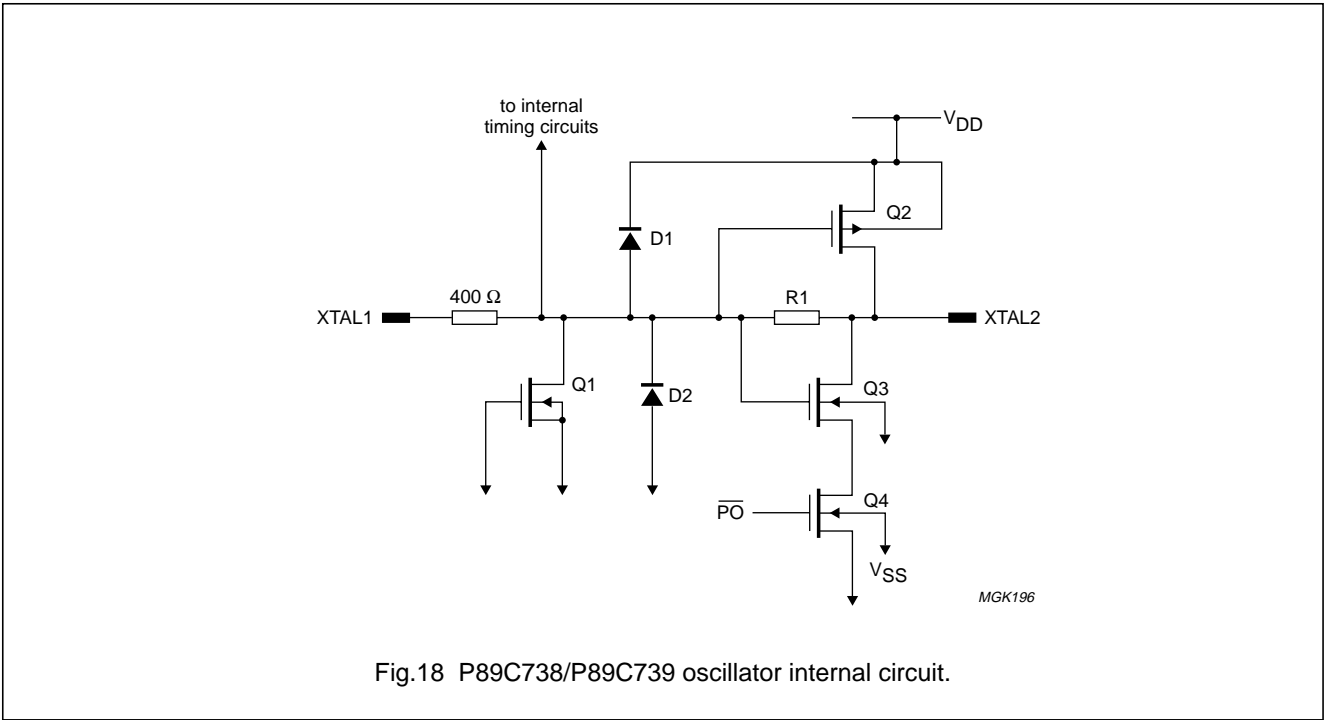 to internal
timing circuits
VDD
Q2
D1
400 Ω
R1
XTAL1
XTAL2
Q1
D2
Q3
P̅O̅
Q4
VSS
MGK196
Fig.18 P89C738/P89C739 oscillator internal circuit.